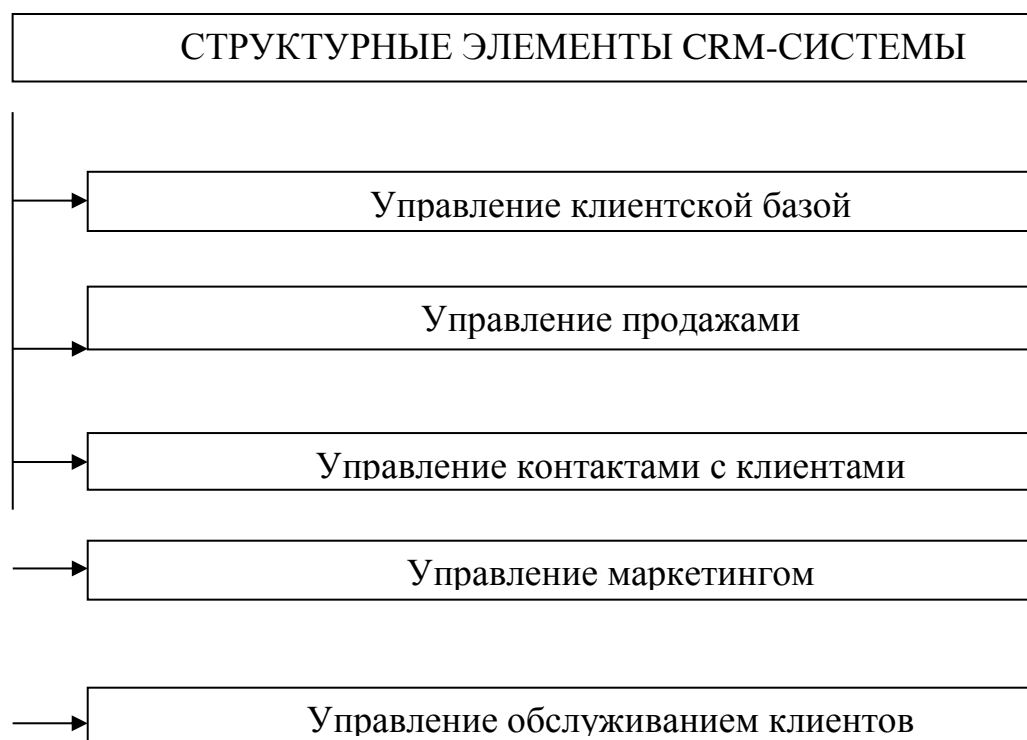 СТРУКТУРНЫЕ ЭЛЕМЕНТЫ CRM-СИСТЕМЫ
Управление клиентской базой
Управление продажами
Управление контактами с клиентами
Управление маркетингом
Управление обслуживанием клиентов